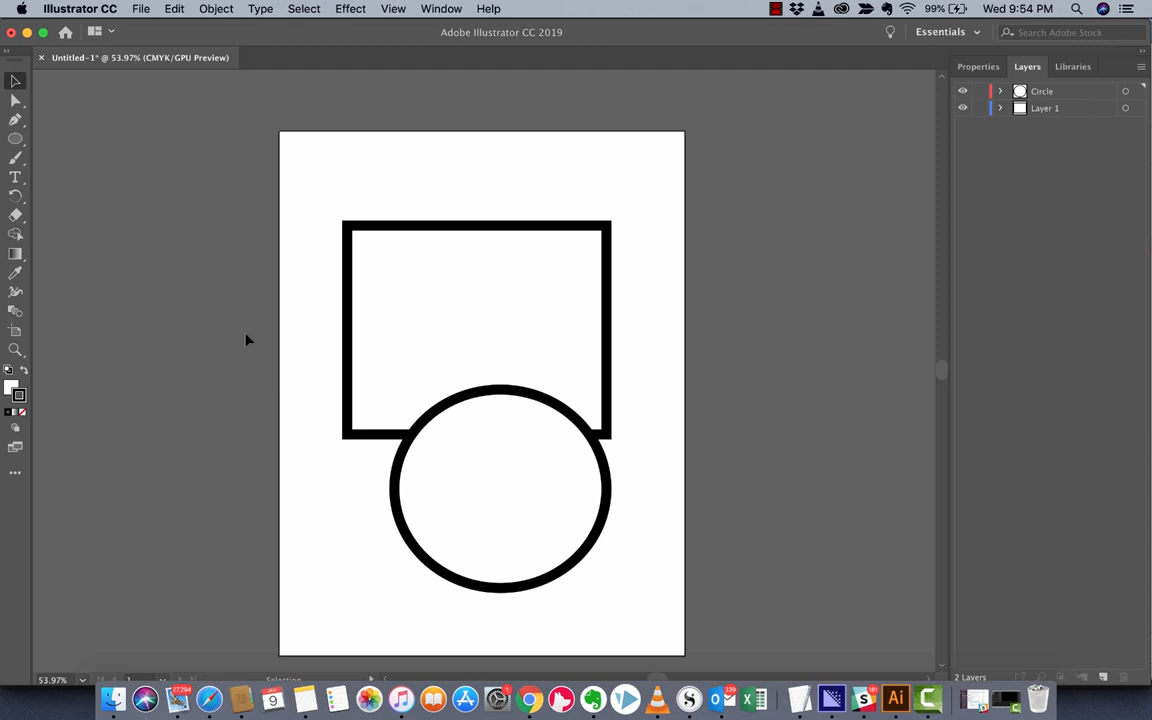 Illustrator CC File Edit Object Type Select Effect View Window Help 99% Wed 9:54 PM
Adobe Illustrator CC 2019 Essentials Search Adobe Stock
Untitled-1* @ 53.97% (CMYK/GPU Preview)
Properties Layers Libraries
Circle
Layer 1
53.97% 1 Selection 2 Layers